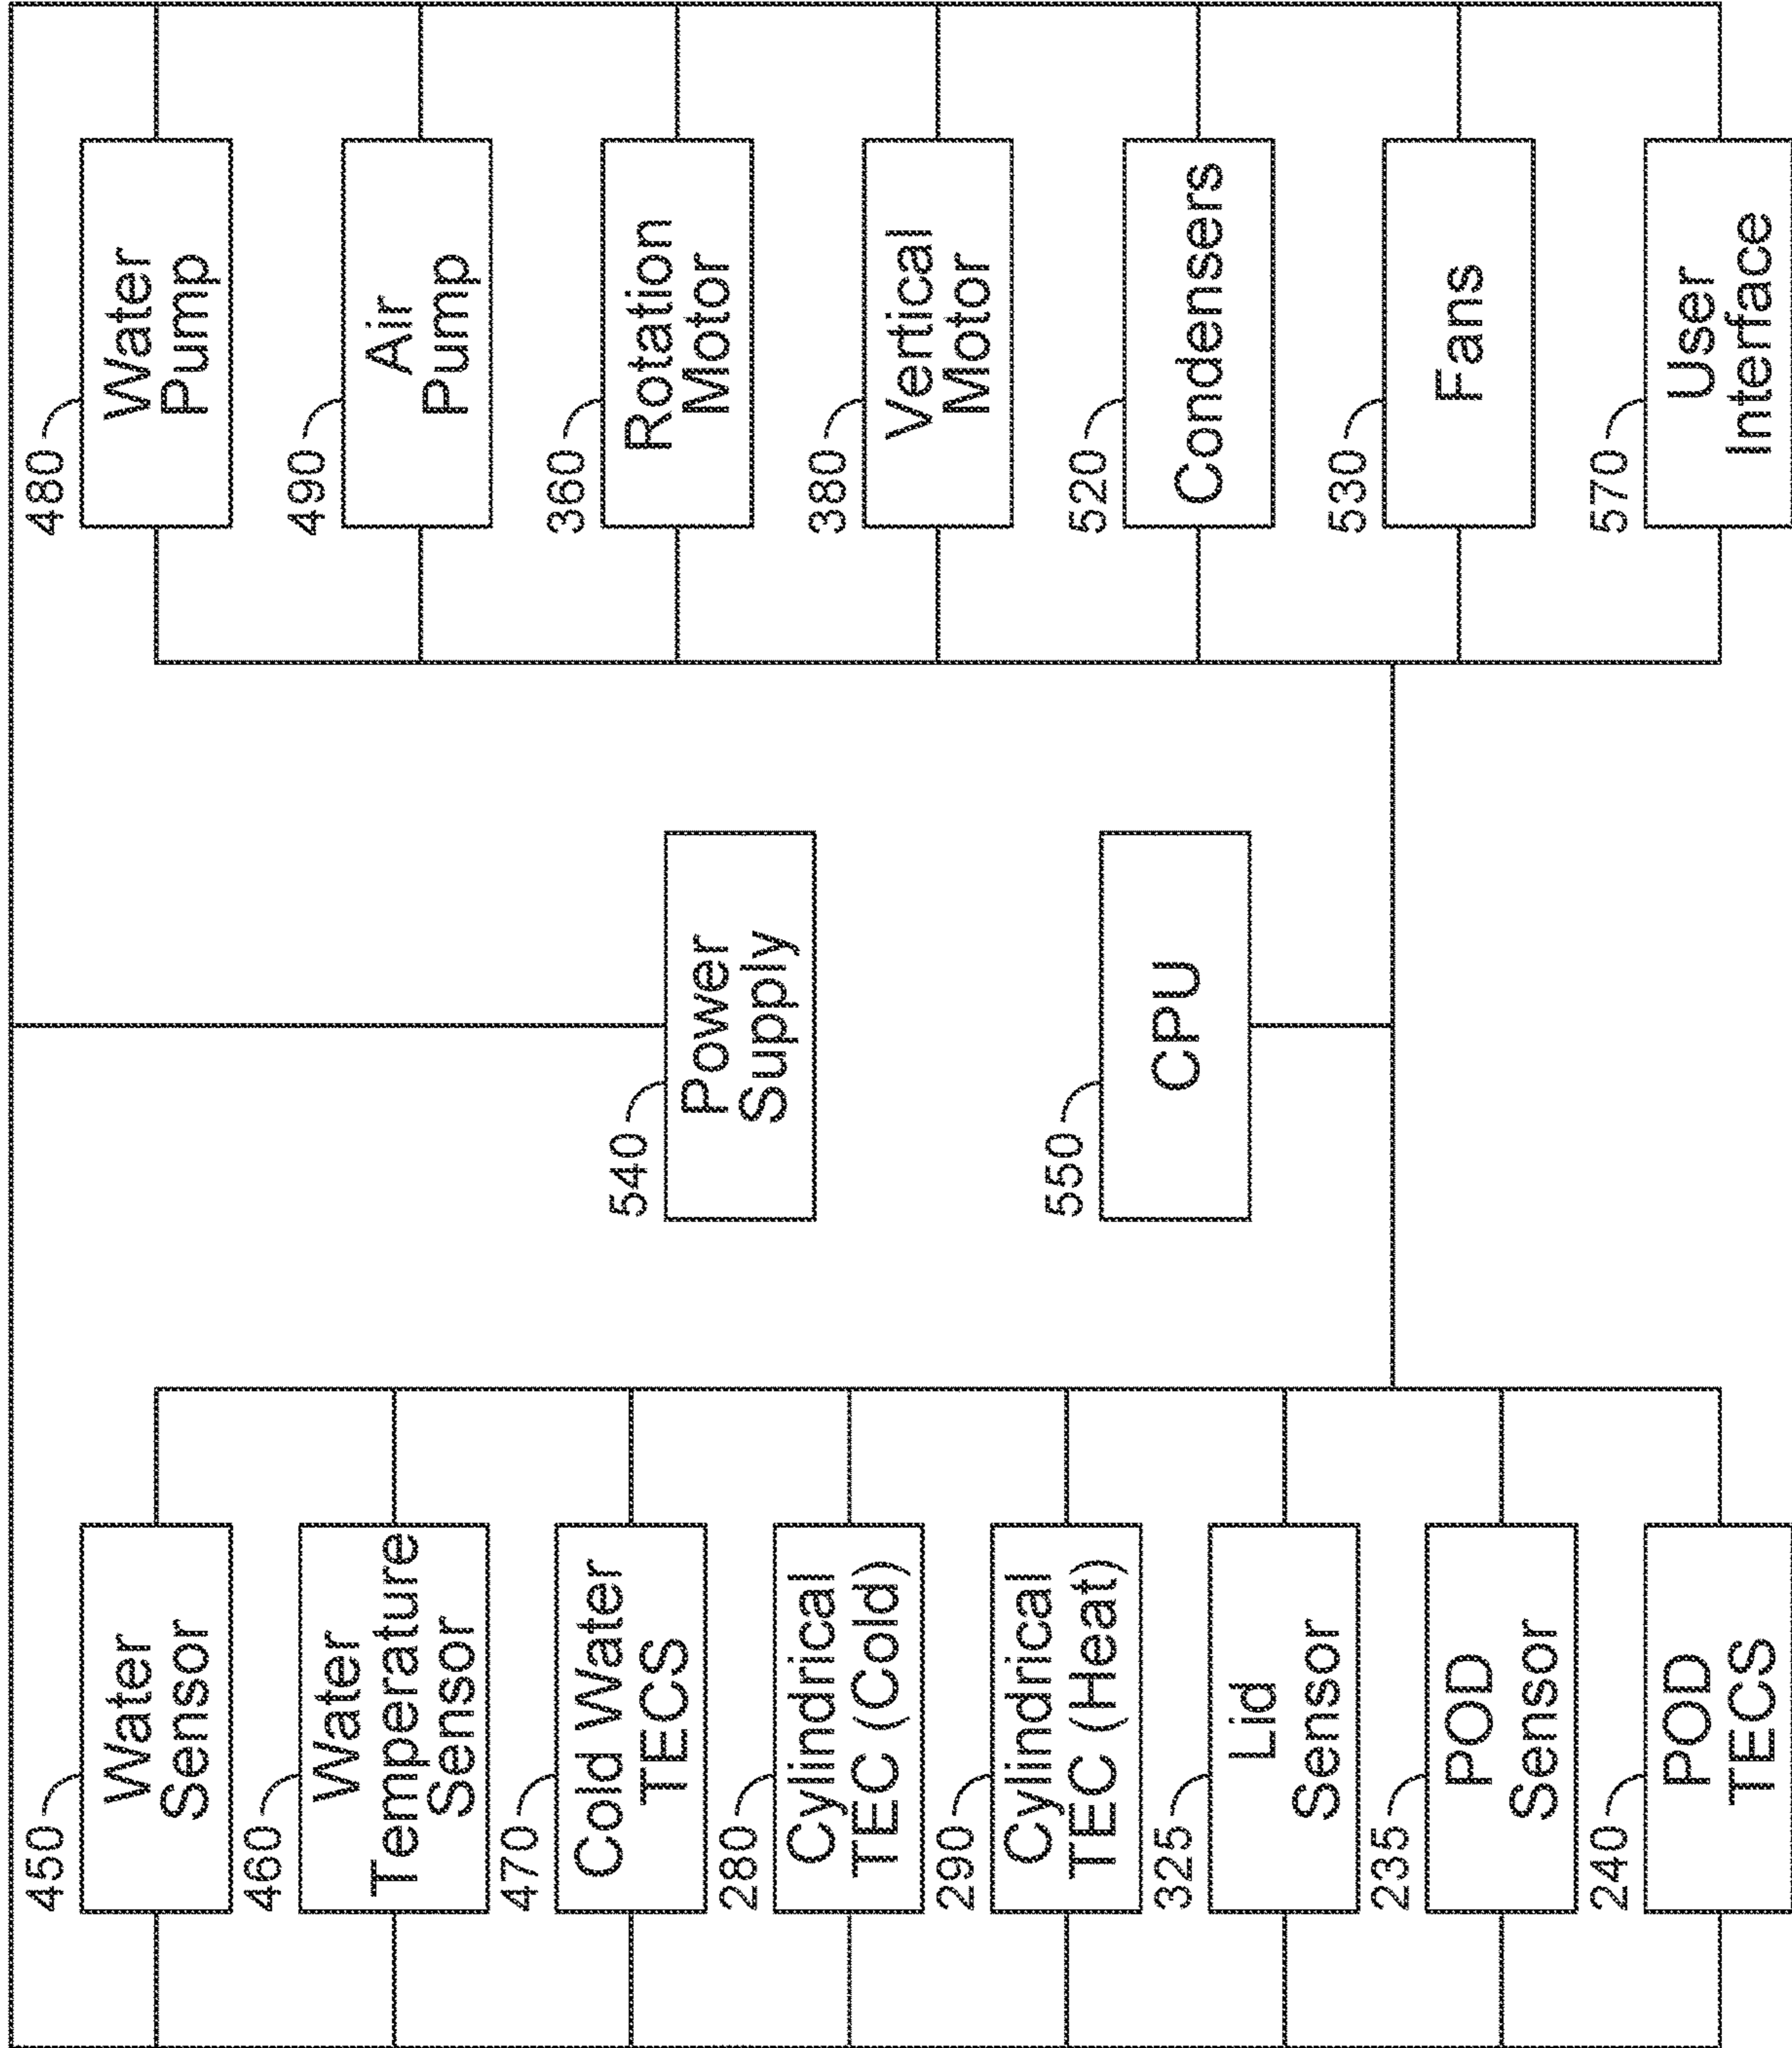 450
Water
Sensor
460
Water
Temperature
Sensor
470
Cold Water
TECS
280
Cylindrical
TEC (Cold)
290
Cylindrical
TEC (Heat)
325
Lid
Sensor
235
POD
Sensor
240
POD
TECS
540
Power
Supply
550
CPU
480
Water
Pump
490
Air
Pump
360
Rotation
Motor
380
Vertical
Motor
520
Condensers
530
Fans
570
User
Interface